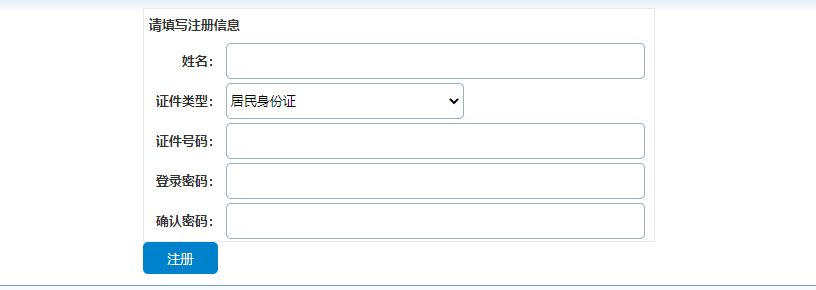 请填写注册信息
姓名：
证件类型： 居民身份证
证件号码：
登录密码：
确认密码：
注册